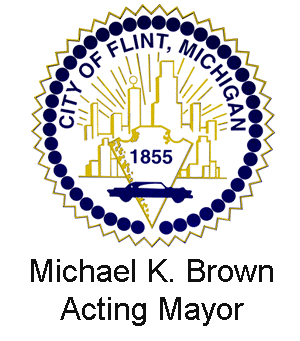 CITY OF FLINT, MICHIGAN
1855
Michael K. Brown
Acting Mayor